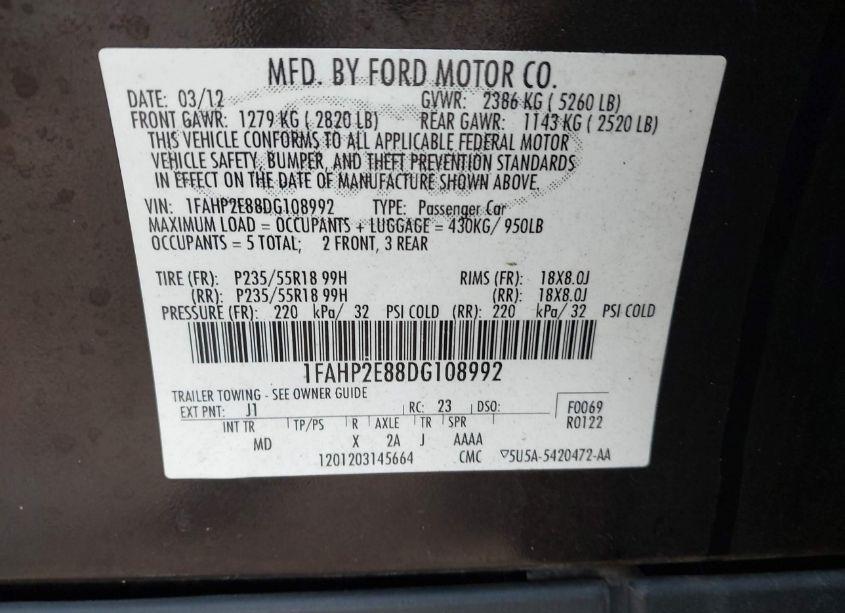 MFD. BY FORD MOTOR CO.
DATE: 03/12 GVWR: 2386 KG ( 5260 LB)
FRONT GAWR: 1279 KG ( 2820 LB) REAR GAWR: 1143 KG ( 2520 LB)
THIS VEHICLE CONFORMS TO ALL APPLICABLE FEDERAL MOTOR
VEHICLE SAFETY, BUMPER, AND THEFT PREVENTION STANDARDS
IN EFFECT ON THE DATE OF MANUFACTURE SHOWN ABOVE.
VIN: 1FAHP2E88DG108992 TYPE: Passenger Car
MAXIMUM LOAD = OCCUPANTS + LUGGAGE = 430KG/ 950LB
OCCUPANTS = 5 TOTAL; 2 FRONT, 3 REAR
TIRE (FR): P235/55R18 99H RIMS (FR): 18X8.0J
(RR): P235/55R18 99H (RR): 18X8.0J
PRESSURE (FR): 220 kPa/ 32 PSI COLD (RR): 220 kPa/ 32 PSI COLD
1FAHP2E88DG108992
TRAILER TOWING - SEE OWNER GUIDE
EXT PNT: J1 RC: 23 DSO: F0069
INT TR TP/PS R AXLE TR SPR R0122
MD X 2A J AAAA
1201203145664 CMC ▽5U5A-5420472-AA